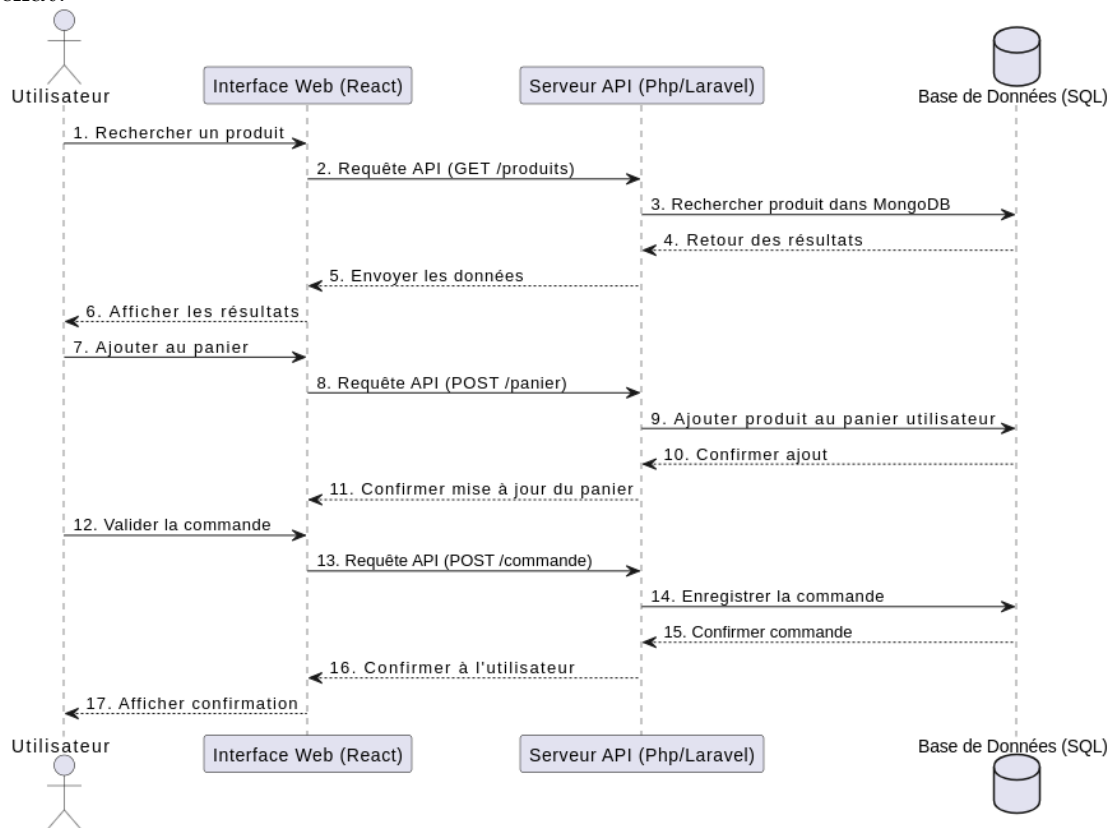 Utilisateur
Interface Web (React)
Serveur API (Php/Laravel)
Base de Données (SQL)
1. Rechercher un produit
2. Requête API (GET /produits)
3. Rechercher produit dans MongoDB
4. Retour des résultats
5. Envoyer les données
6. Afficher les résultats
7. Ajouter au panier
8. Requête API (POST /panier)
9. Ajouter produit au panier utilisateur
10. Confirmer ajout
11. Confirmer mise à jour du panier
12. Valider la commande
13. Requête API (POST /commande)
14. Enregistrer la commande
15. Confirmer commande
16. Confirmer à l'utilisateur
17. Afficher confirmation
Utilisateur
Interface Web (React)
Serveur API (Php/Laravel)
Base de Données (SQL)